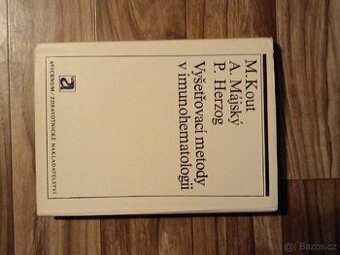 M. Kout
A. Májský
P. Herzog
Vyšetřovací metody
v imunohematologii
a
AVICENUM/ZDRAVOTNICKÉ NAKLADATELSTVÍ
Bazos.cz